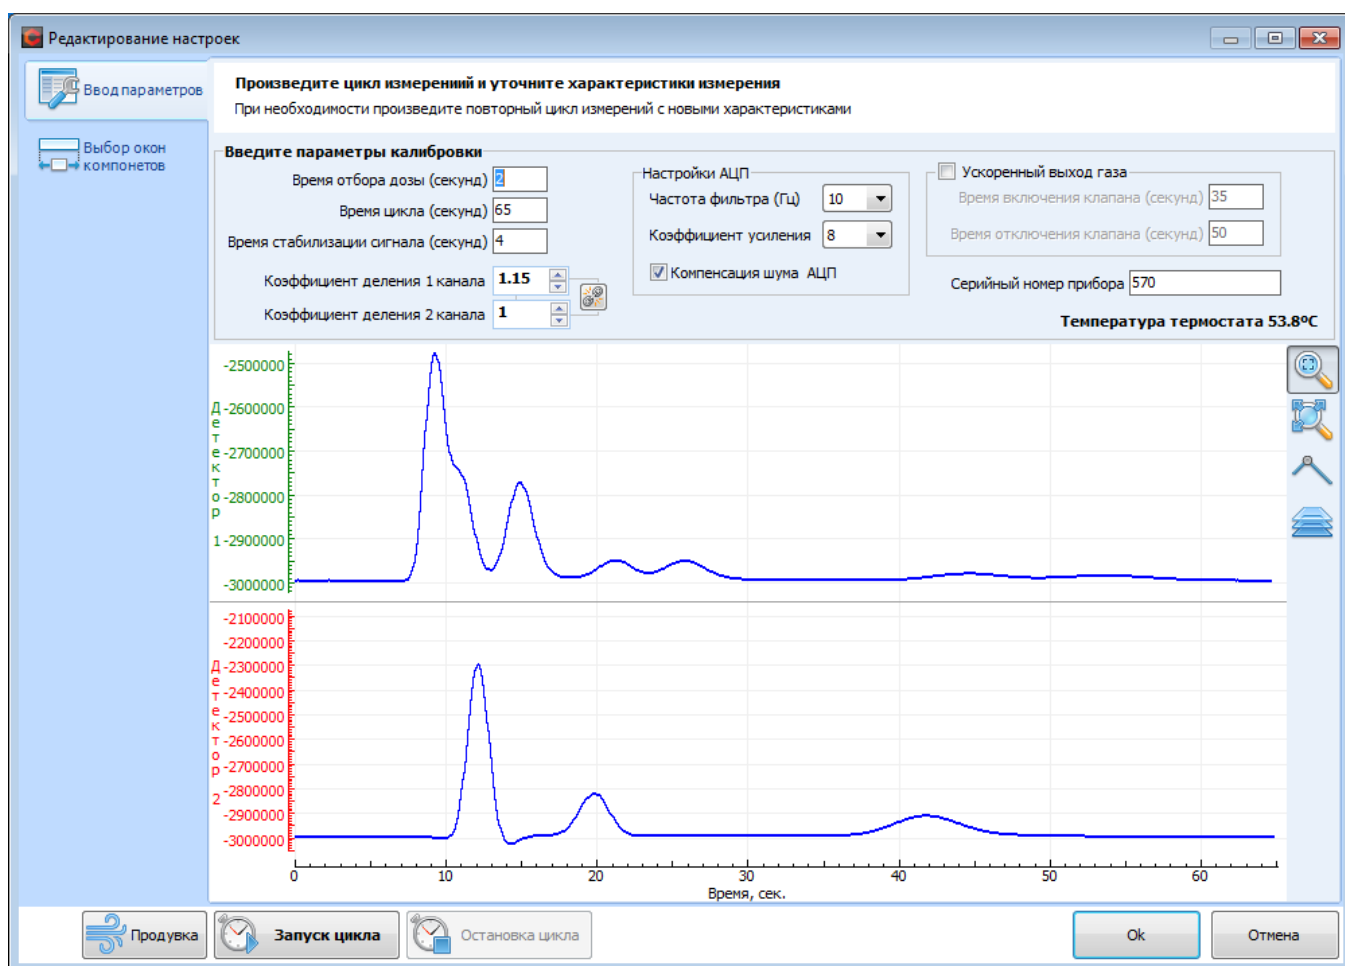 Редактирование настроек
Ввод параметров
Выбор окон
компонетов
Произведите цикл измерениий и уточните характеристики измерения
При необходимости произведите повторный цикл измерений с новыми характеристиками
Введите параметры калибровки
Время отбора дозы (секунд) 2
Время цикла (секунд) 65
Время стабилизации сигнала (секунд) 4
Коэффициент деления 1 канала 1.15
Коэффициент деления 2 канала 1
Настройки АЦП
Частота фильтра (Гц) 10
Коэффициент усиления 8
Компенсация шума АЦП
Ускоренный выход газа
Время включения клапана (секунд) 35
Время отключения клапана (секунд) 50
Серийный номер прибора 570
Температура термостата 53.8ºC
Детектор 1
-2500000
-2600000
-2700000
-2800000
-2900000
-3000000
Детектор 2
-2100000
-2200000
-2300000
-2400000
-2500000
-2600000
-2700000
-2800000
-2900000
-3000000
0 10 20 30 40 50 60
Время, сек.
Продувка
Запуск цикла
Остановка цикла
Ok
Отмена